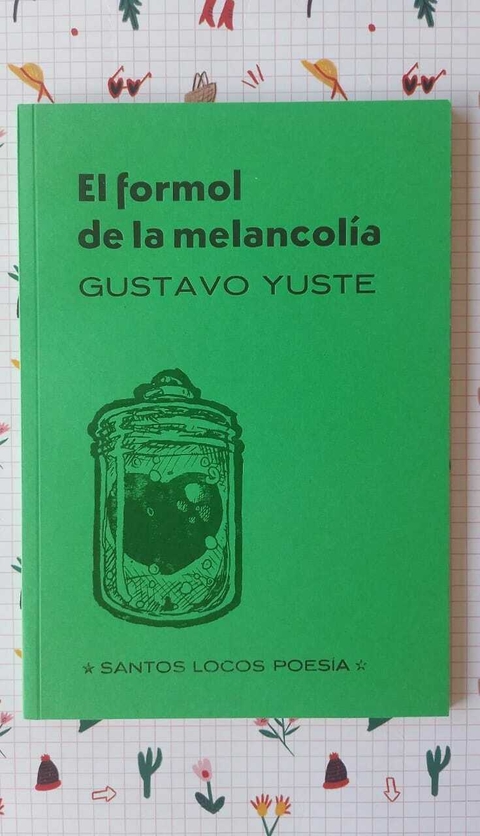 El formol
de la melancolía
GUSTAVO YUSTE
SANTOS LOCOS POESÍA